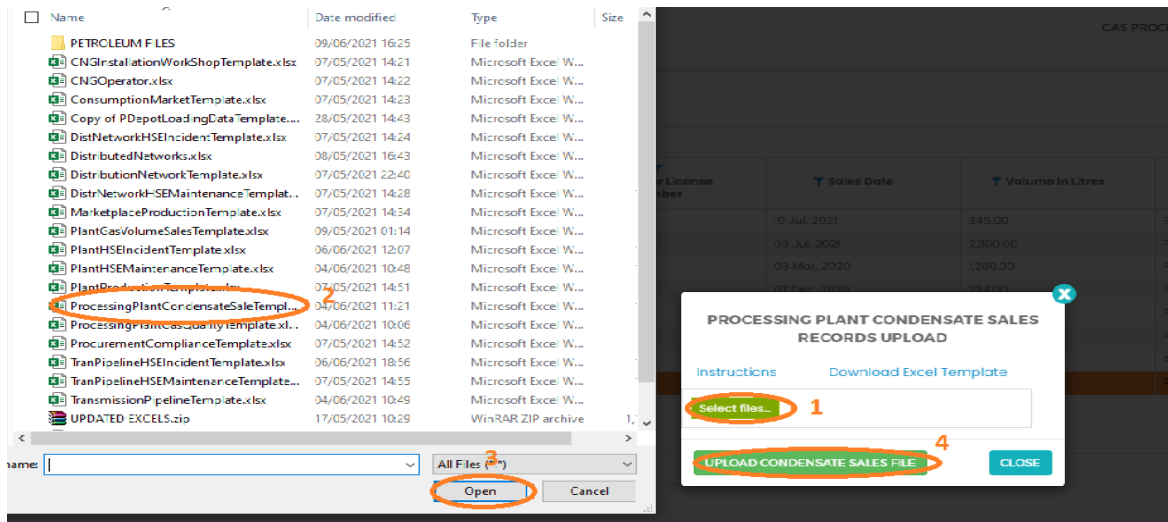 Name Date modified Type Size
PETROLEUM FILES 09/06/2021 16:25 File folder
CNGInstallationWorkShopTemplate.xlsx 07/05/2021 14:21 Microsoft Excel W...
CNGOperator.xlsx 07/05/2021 14:22 Microsoft Excel W...
ConsumptionMarketTemplate.xlsx 07/05/2021 14:23 Microsoft Excel W...
Copy of PDepotLoadingDataTemplate.... 28/05/2021 14:43 Microsoft Excel W...
DistNetworkHSEIncidentTemplate.xlsx 07/05/2021 14:24 Microsoft Excel W...
DistributedNetworks.xlsx 08/05/2021 16:43 Microsoft Excel W...
DistributionNetworkTemplate.xlsx 07/05/2021 22:40 Microsoft Excel W...
DistrNetworkHSEMaintenanceTemplat... 07/05/2021 14:28 Microsoft Excel W...
MarketplaceProductionTemplate.xlsx 07/05/2021 14:34 Microsoft Excel W...
PlantGasVolumeSalesTemplate.xlsx 09/05/2021 01:14 Microsoft Excel W...
PlantHSEIncidentTemplate.xlsx 06/06/2021 12:07 Microsoft Excel W...
PlantHSEMaintenanceTemplate.xlsx 04/06/2021 10:48 Microsoft Excel W...
PlantProductionTemplate.xlsx 07/05/2021 14:51 Microsoft Excel W...
2
ProcessingPlantCondensateSaleTempl... 04/06/2021 11:21 Microsoft Excel W...
ProcessingPlantGasQualityTemplate.xl... 04/06/2021 10:06 Microsoft Excel W...
ProcurementComplianceTemplate.xlsx 07/05/2021 14:52 Microsoft Excel W...
TranPipelineHSEIncidentTemplate.xlsx 06/06/2021 18:56 Microsoft Excel W...
TranPipelineHSEMaintenanceTemplate... 07/05/2021 14:55 Microsoft Excel W...
TransmissionPipelineTemplate.xlsx 04/06/2021 10:49 Microsoft Excel W...
UPDATED EXCELS.zip 17/05/2021 10:29 WinRAR ZIP archive 1,
name: All Files (*.*)
3
Open Cancel
CAS PROCE
r License Sales Date Volume In Litres
ber
10 Jul, 2021 345.00
09 Jul, 2021 2,300.00
03 Mar, 2020 1,200.00
07 Dec, 2020 234.00
PROCESSING PLANT CONDENSATE SALES
RECORDS UPLOAD
Instructions Download Excel Template
Select files... 1
4
UPLOAD CONDENSATE SALES FILE CLOSE